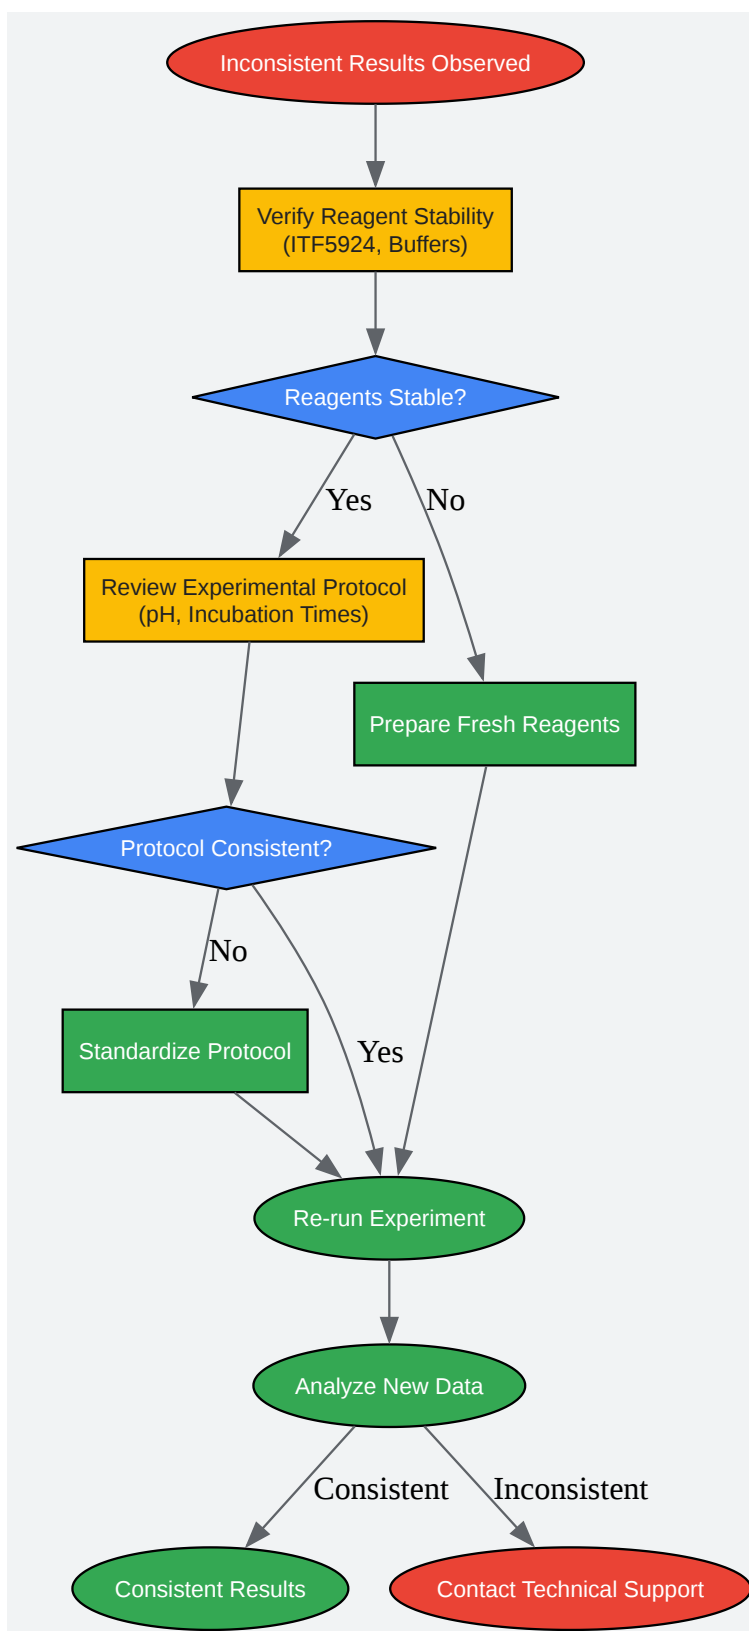 Inconsistent Results Observed
Verify Reagent Stability
(ITF5924, Buffers)
Reagents Stable?
Yes
No
Review Experimental Protocol
(pH, Incubation Times)
Prepare Fresh Reagents
Protocol Consistent?
No
Standardize Protocol
Yes
Re-run Experiment
Analyze New Data
Consistent
Inconsistent
Consistent Results
Contact Technical Support